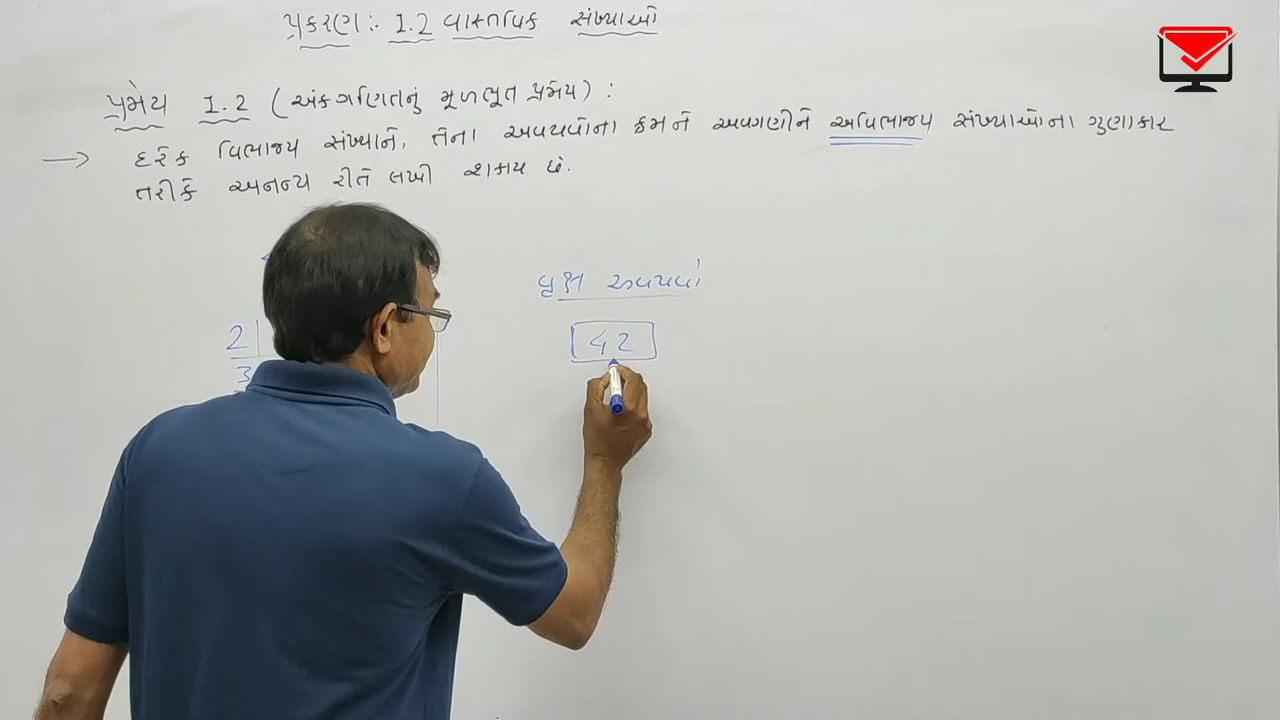 પ્રકરણ :- 1.2 વાસ્તવિક સંખ્યાઓ
પ્રમેય 1.2 (અંકગણિતનું મૂળભૂત પ્રમેય) :
→ દરેક વિભાજ્ય સંખ્યાને, તેના અવયવોના ક્રમને અવગણીને અવિભાજ્ય સંખ્યાઓના ગુણાકાર
તરીકે અનન્ય રીતે લખી શકાય છે.
વૃક્ષ અવયવો
2
42
3